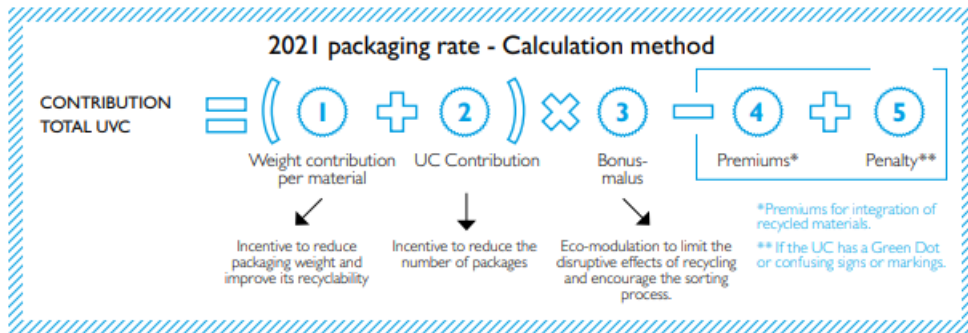 2021 packaging rate - Calculation method
CONTRIBUTION
TOTAL UVC
= ( 1 + 2 ) × 3 − 4 + 5
Weight contribution
per material
UC Contribution
Bonus-
malus
Premiums*
Penalty**
Incentive to reduce
packaging weight and
improve its recyclability
Incentive to reduce the
number of packages
Eco-modulation to limit the
disruptive effects of recycling
and encourage the sorting
process.
*Premiums for integration of
recycled materials.
** If the UC has a Green Dot
or confusing signs or markings.